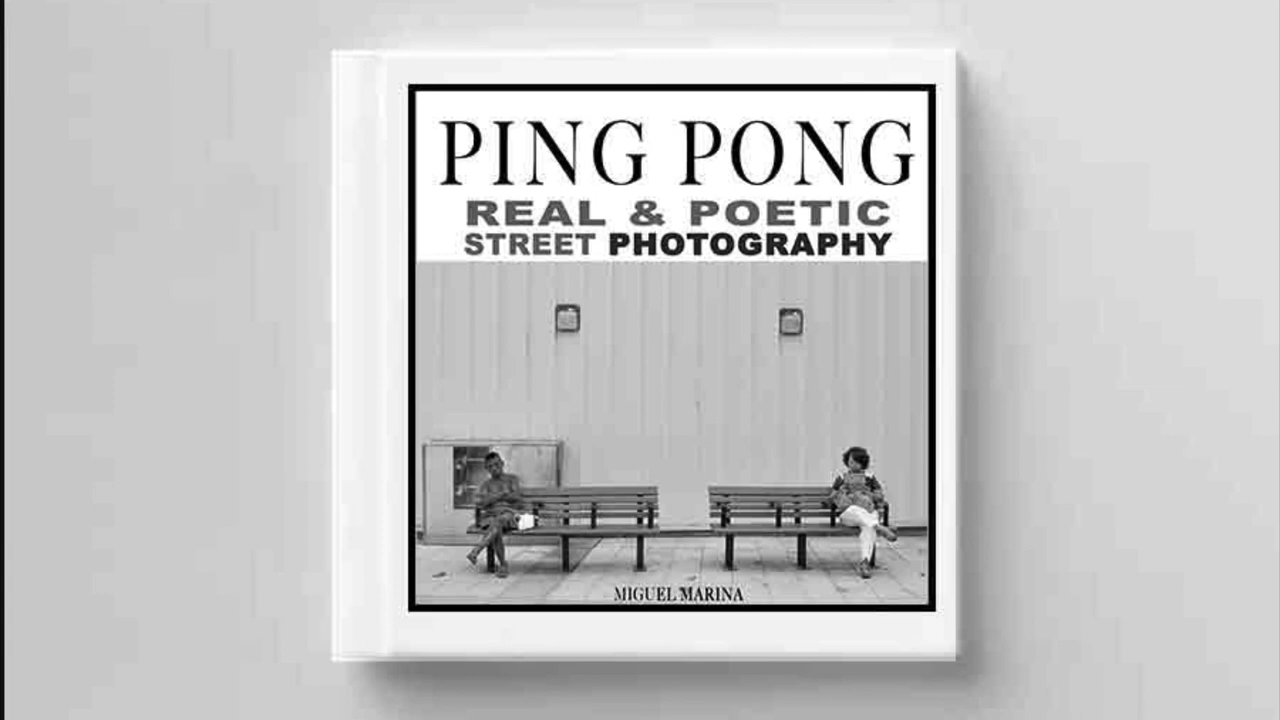 PING PONG
REAL & POETIC
STREET PHOTOGRAPHY
MIGUEL MARINA